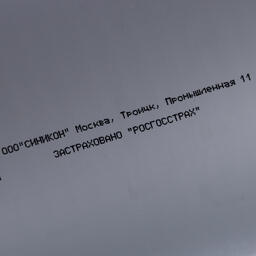 ООО"СИНИКОН" Москва, Троицк, Промышленная 11
ЗАСТРАХОВАНО "РОСГОССТРАХ"